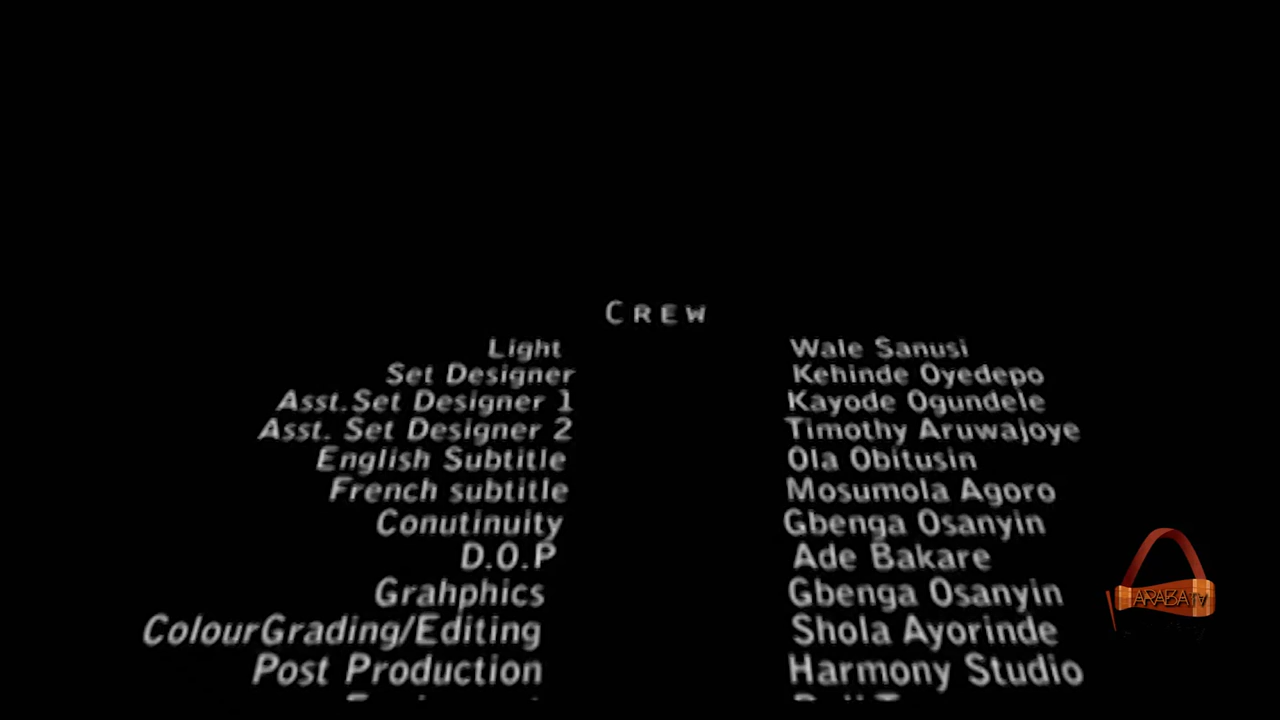 CREW
Light Wale Sanusi
Set Designer Kehinde Oyedepo
Asst.Set Designer 1 Kayode Ogundele
Asst. Set Designer 2 Timothy Aruwajoye
English Subtitle Ola Obitusin
French subtitle Mosumola Agoro
Conutinuity Gbenga Osanyin
D.O.P Ade Bakare
Grahphics Gbenga Osanyin
ColourGrading/Editing Shola Ayorinde
Post Production Harmony Studio
ARABA TV